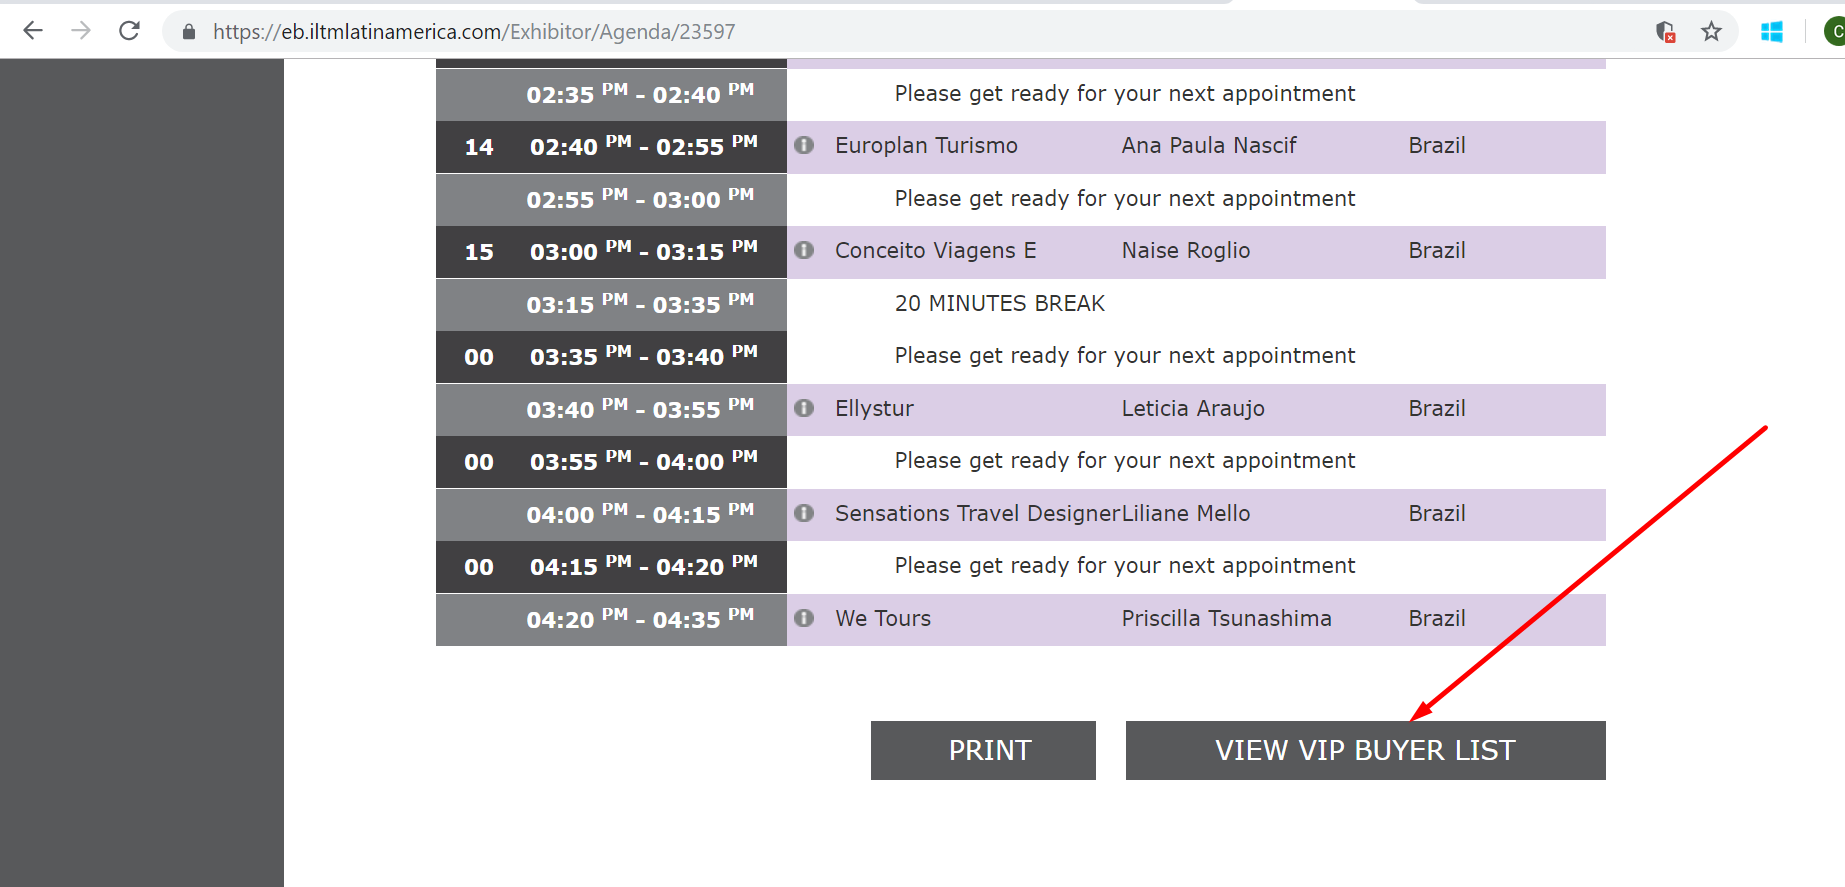 https://eb.iltmlatinamerica.com/Exhibitor/Agenda/23597
C
02:35 PM - 02:40 PM Please get ready for your next appointment
14 02:40 PM - 02:55 PM Europlan Turismo Ana Paula Nascif Brazil
02:55 PM - 03:00 PM Please get ready for your next appointment
15 03:00 PM - 03:15 PM Conceito Viagens E Naise Roglio Brazil
03:15 PM - 03:35 PM 20 MINUTES BREAK
00 03:35 PM - 03:40 PM Please get ready for your next appointment
03:40 PM - 03:55 PM Ellystur Leticia Araujo Brazil
00 03:55 PM - 04:00 PM Please get ready for your next appointment
04:00 PM - 04:15 PM Sensations Travel Designer Liliane Mello Brazil
00 04:15 PM - 04:20 PM Please get ready for your next appointment
04:20 PM - 04:35 PM We Tours Priscilla Tsunashima Brazil
PRINT VIEW VIP BUYER LIST